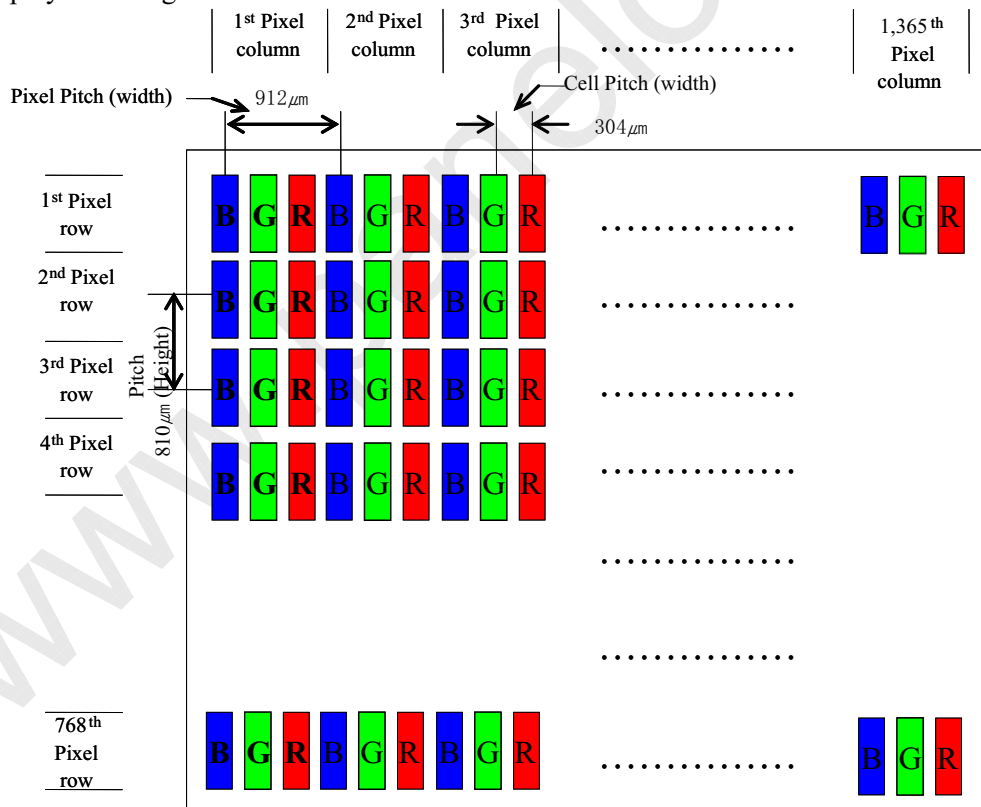 1st Pixel column 2nd Pixel column 3rd Pixel column .............. 1,365th Pixel column
Pixel Pitch (width) 912μm Cell Pitch (width)
304μm
1st Pixel row B G R B G R B G R .............. B G R
2nd Pixel row B G R B G R B G R ..............
Pitch 810μm (Height)
3rd Pixel row B G R B G R B G R ..............
4th Pixel row B G R B G R B G R ..............
..............
..............
768th Pixel row B G R B G R B G R .............. B G R